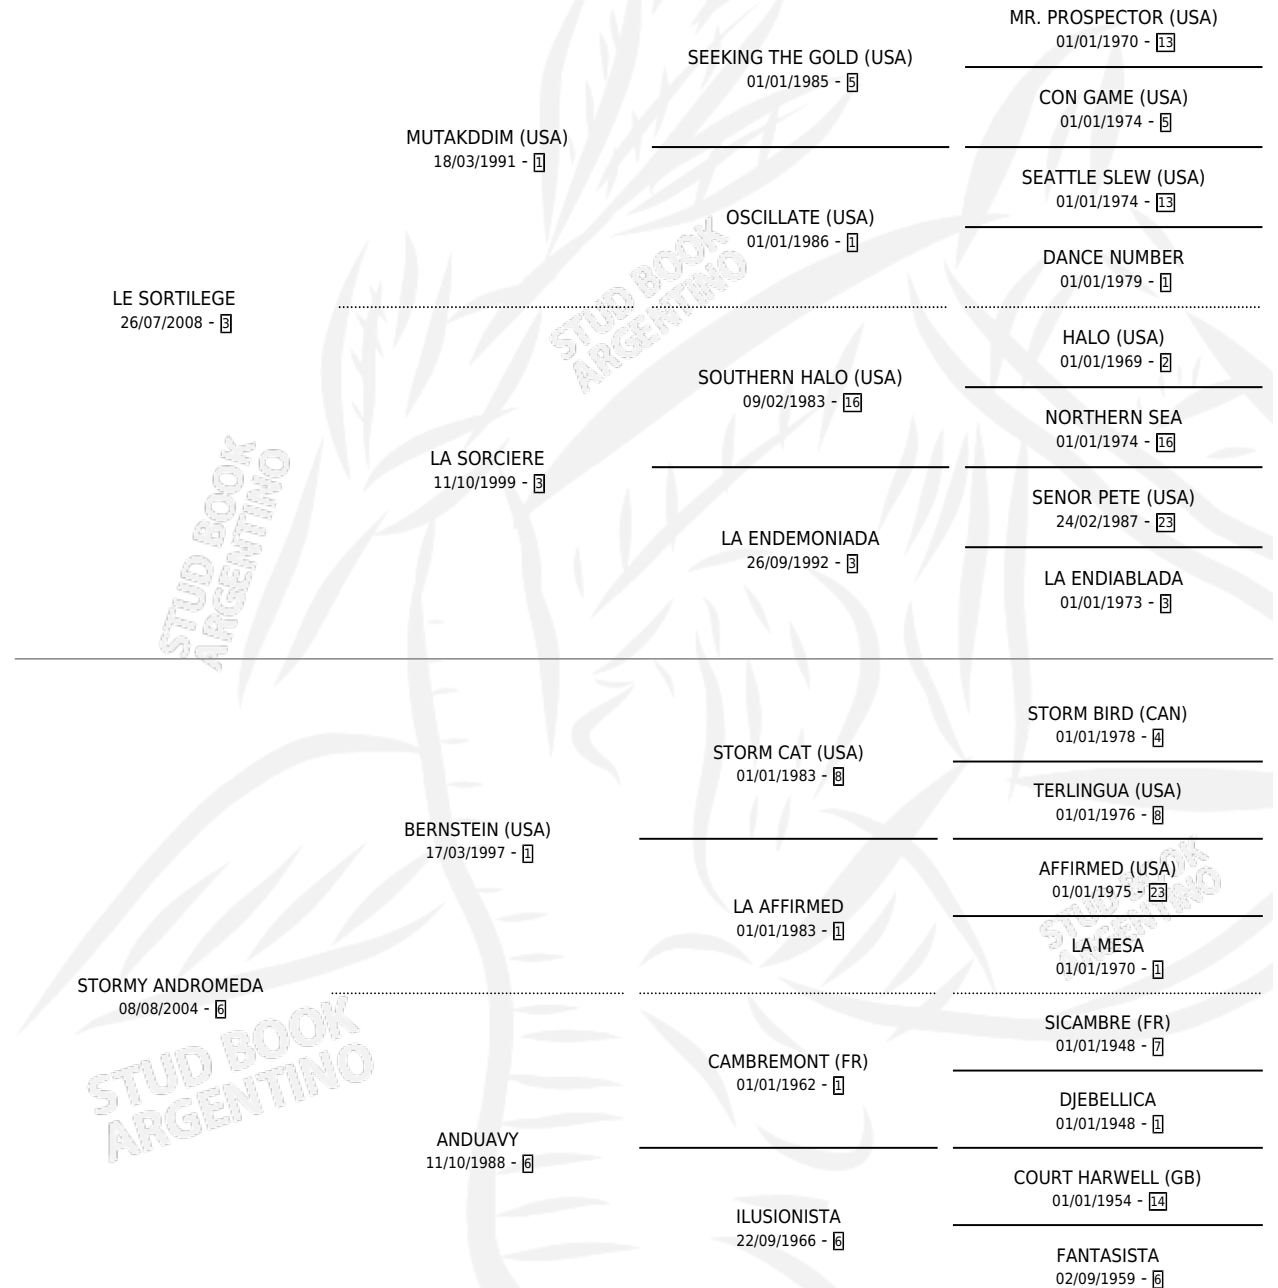 LE SORTILEGE
26/07/2008 - 3
MUTAKDDIM (USA)
18/03/1991 - 1
SEEKING THE GOLD (USA)
01/01/1985 - 5
MR. PROSPECTOR (USA)
01/01/1970 - 13
CON GAME (USA)
01/01/1974 - 5
OSCILLATE (USA)
01/01/1986 - 1
SEATTLE SLEW (USA)
01/01/1974 - 13
DANCE NUMBER
01/01/1979 - 1
LA SORCIERE
11/10/1999 - 3
SOUTHERN HALO (USA)
09/02/1983 - 16
HALO (USA)
01/01/1969 - 2
NORTHERN SEA
01/01/1974 - 16
LA ENDEMONIADA
26/09/1992 - 3
SENOR PETE (USA)
24/02/1987 - 23
LA ENDIABLADA
01/01/1973 - 3
STORMY ANDROMEDA
08/08/2004 - 6
BERNSTEIN (USA)
17/03/1997 - 1
STORM CAT (USA)
01/01/1983 - 8
STORM BIRD (CAN)
01/01/1978 - 4
TERLINGUA (USA)
01/01/1976 - 8
LA AFFIRMED
01/01/1983 - 1
AFFIRMED (USA)
01/01/1975 - 23
LA MESA
01/01/1970 - 1
ANDUAVY
11/10/1988 - 6
CAMBREMONT (FR)
01/01/1962 - 1
SICAMBRE (FR)
01/01/1948 - 7
DJEBELLICA
01/01/1948 - 1
ILUSIONISTA
22/09/1966 - 6
COURT HARWELL (GB)
01/01/1954 - 14
FANTASISTA
02/09/1959 - 6
STUD BOOK
ARGENTINO
STUD BOOK
ARGENTINO
STUD BOOK
ARGENTINO
STUD BOOK
ARGENTINO